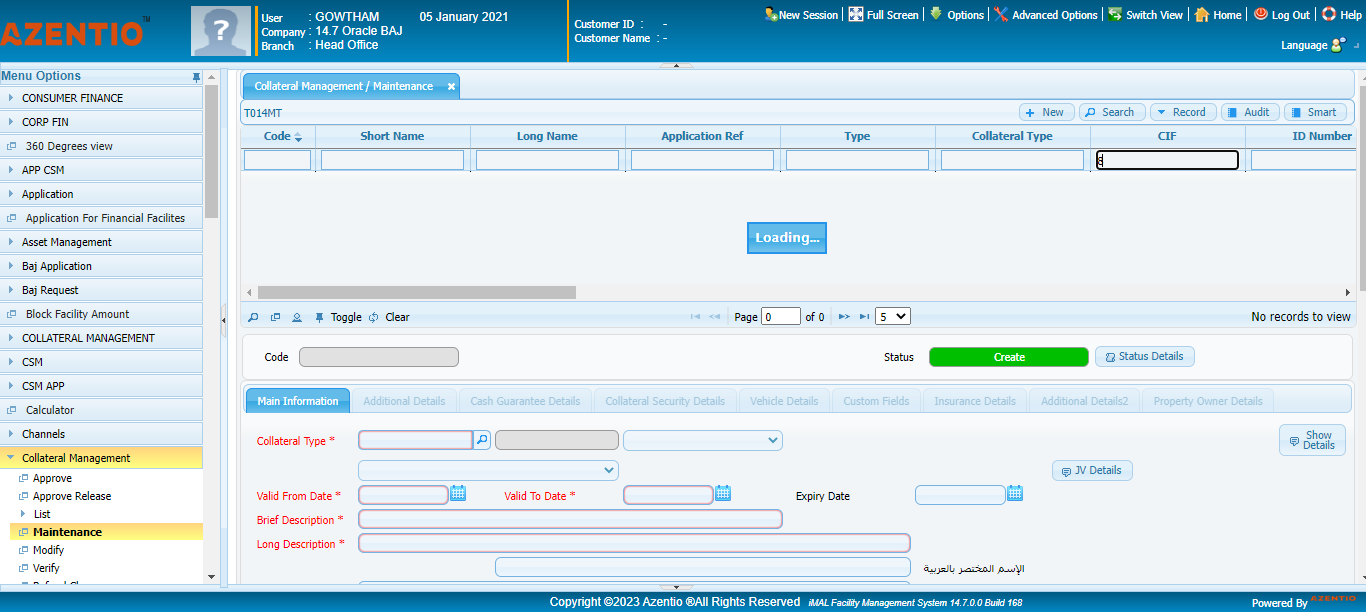 AZENTIO TM
?
User : GOWTHAM 05 January 2021
Company : 14.7 Oracle BAJ
Branch : Head Office
Customer ID : -
Customer Name : -
New Session Full Screen Options Advanced Options Switch View Home Log Out Help
Language
Menu Options
CONSUMER FINANCE
CORP FIN
360 Degrees view
APP CSM
Application
Application For Financial Facilites
Asset Management
Baj Application
Baj Request
Block Facility Amount
COLLATERAL MANAGEMENT
CSM
CSM APP
Calculator
Channels
Collateral Management
Approve
Approve Release
List
Maintenance
Modify
Verify
Collateral Management / Maintenance
T014MT
New Search Record Audit Smart
Code Short Name Long Name Application Ref Type Collateral Type CIF ID Number
8
Loading...
Toggle Clear Page 0 of 0 5 No records to view
Code Status Create Status Details
Main Information Additional Details Cash Guarantee Details Collateral Security Details Vehicle Details Custom Fields Insurance Details Additional Details2 Property Owner Details
Collateral Type * Show Details
JV Details
Valid From Date * Valid To Date * Expiry Date
Brief Description *
Long Description *
الإسم المختصر بالعربية
Copyright ©2023 Azentio ®All Rights Reserved iMAL Facility Management System 14.7.0.0 Build 168
Powered By AZENTIO